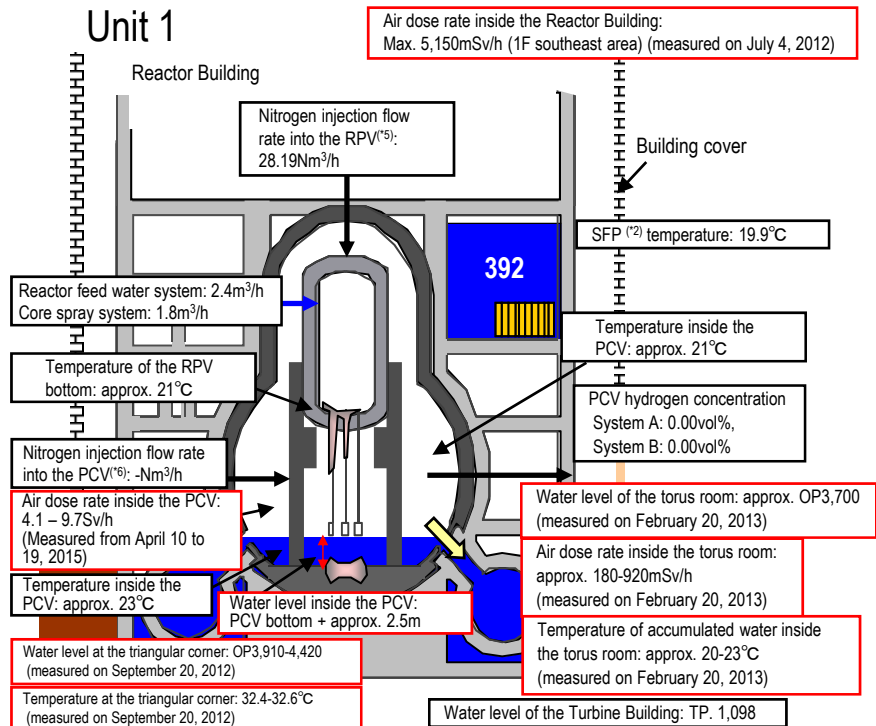 Unit 1
Air dose rate inside the Reactor Building:
Max. 5,150mSv/h (1F southeast area) (measured on July 4, 2012)
Reactor Building
Nitrogen injection flow
rate into the RPV(*5):
28.19Nm3/h
Building cover
SFP (*2) temperature: 19.9℃
392
Reactor feed water system: 2.4m3/h
Core spray system: 1.8m3/h
Temperature inside the
PCV: approx. 21℃
Temperature of the RPV
bottom: approx. 21℃
PCV hydrogen concentration
System A: 0.00vol%,
System B: 0.00vol%
Nitrogen injection flow rate
into the PCV(*6): -Nm3/h
Air dose rate inside the PCV:
4.1 – 9.7Sv/h
(Measured from April 10 to
19, 2015)
Water level of the torus room: approx. OP3,700
(measured on February 20, 2013)
Air dose rate inside the torus room:
approx. 180-920mSv/h
(measured on February 20, 2013)
Temperature inside the
PCV: approx. 23℃
Water level inside the PCV:
PCV bottom + approx. 2.5m
Temperature of accumulated water inside
the torus room: approx. 20-23℃
(measured on February 20, 2013)
Water level at the triangular corner: OP3,910-4,420
(measured on September 20, 2012)
Temperature at the triangular corner: 32.4-32.6℃
(measured on September 20, 2012)
Water level of the Turbine Building: TP. 1,098